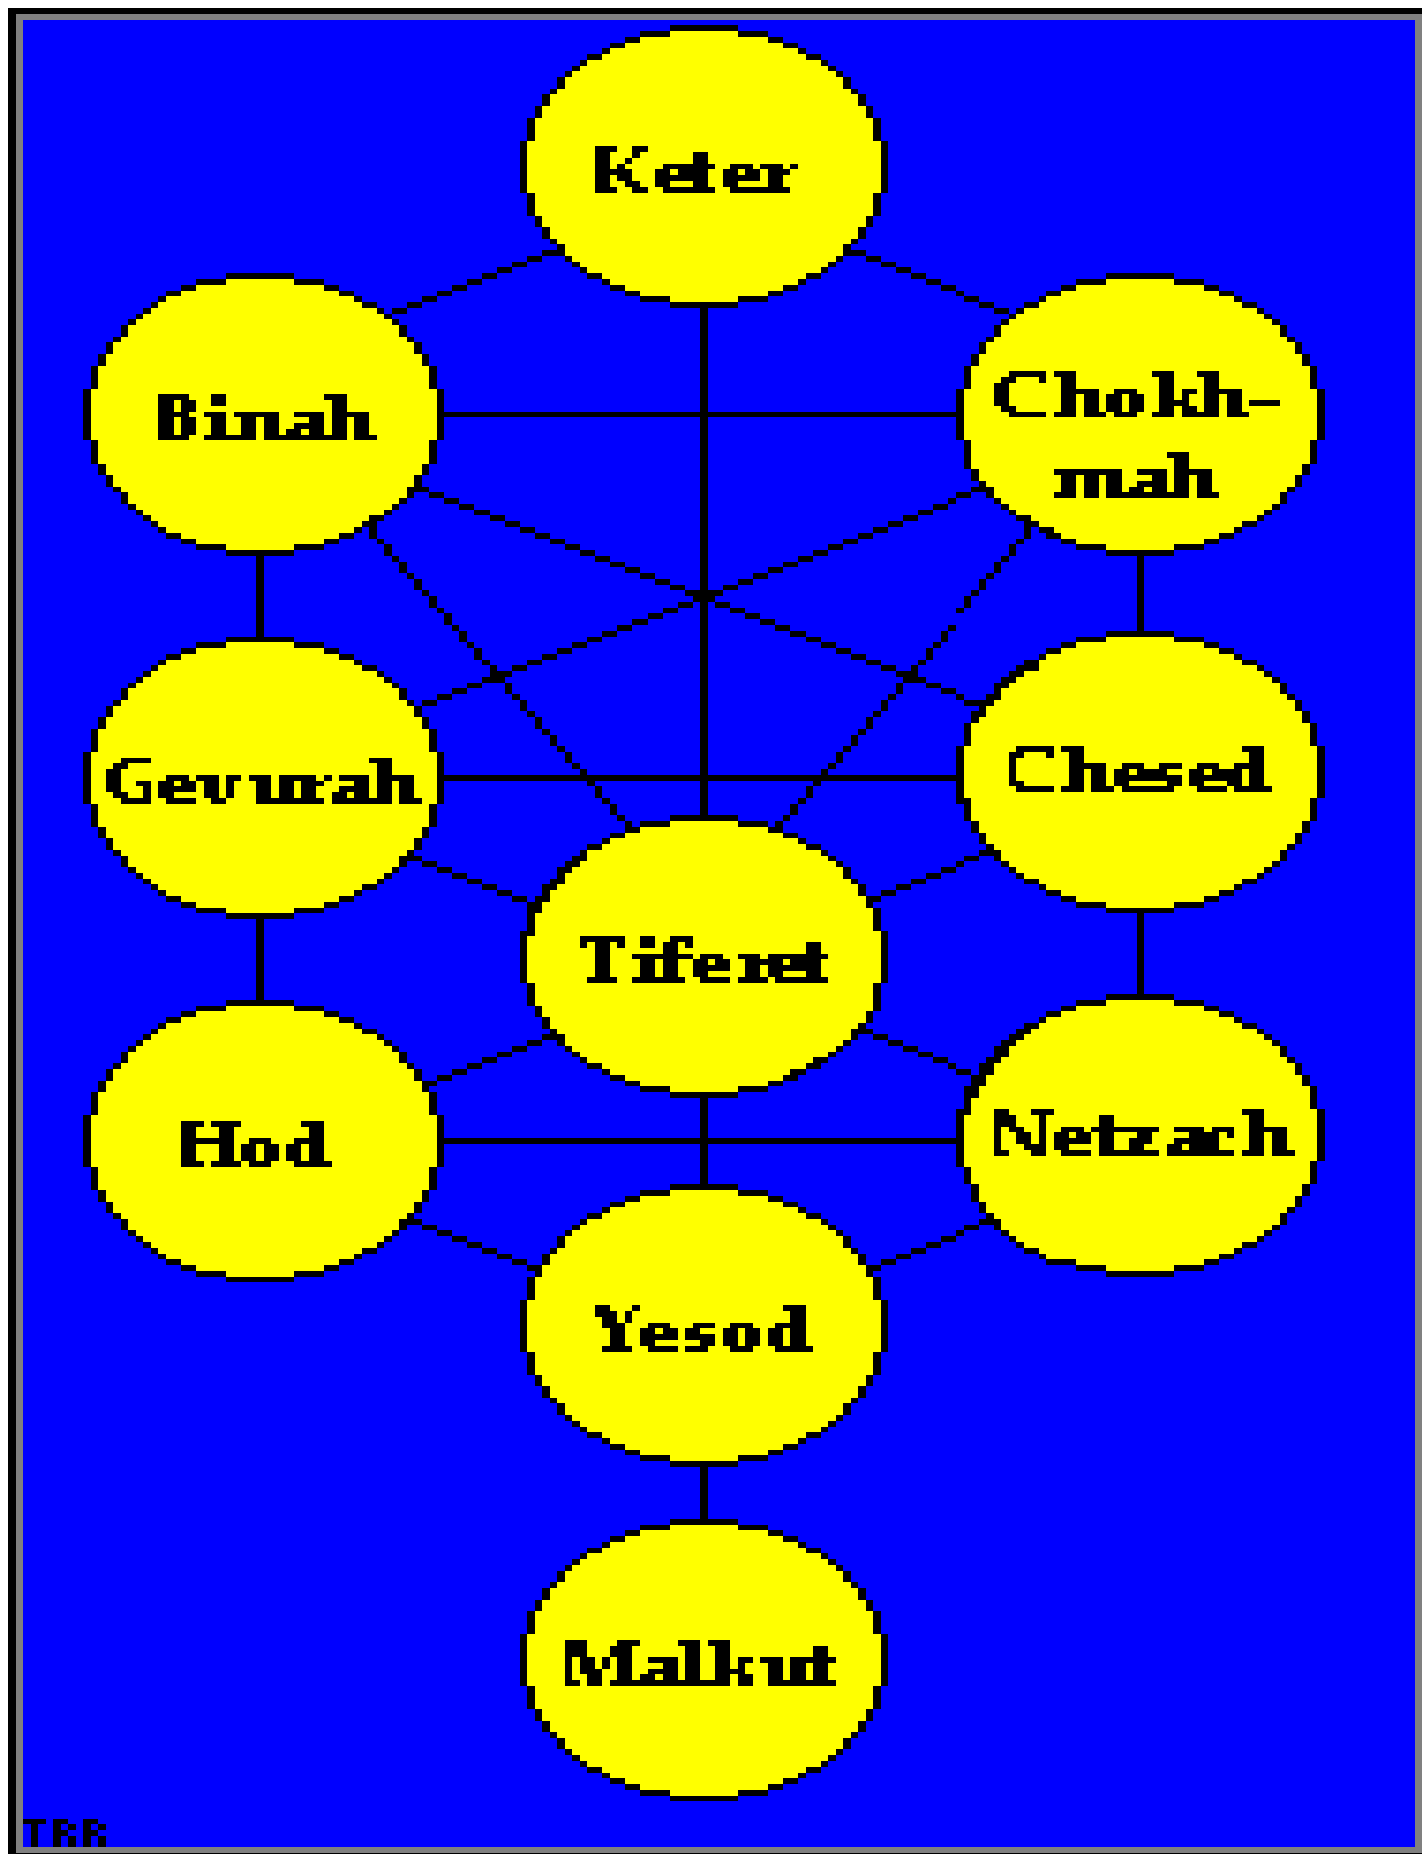 Keter
Binah
Chokh-
mah
Gevurah
Chesed
Tiferet
Hod
Netzach
Yesod
Malkut
TRR